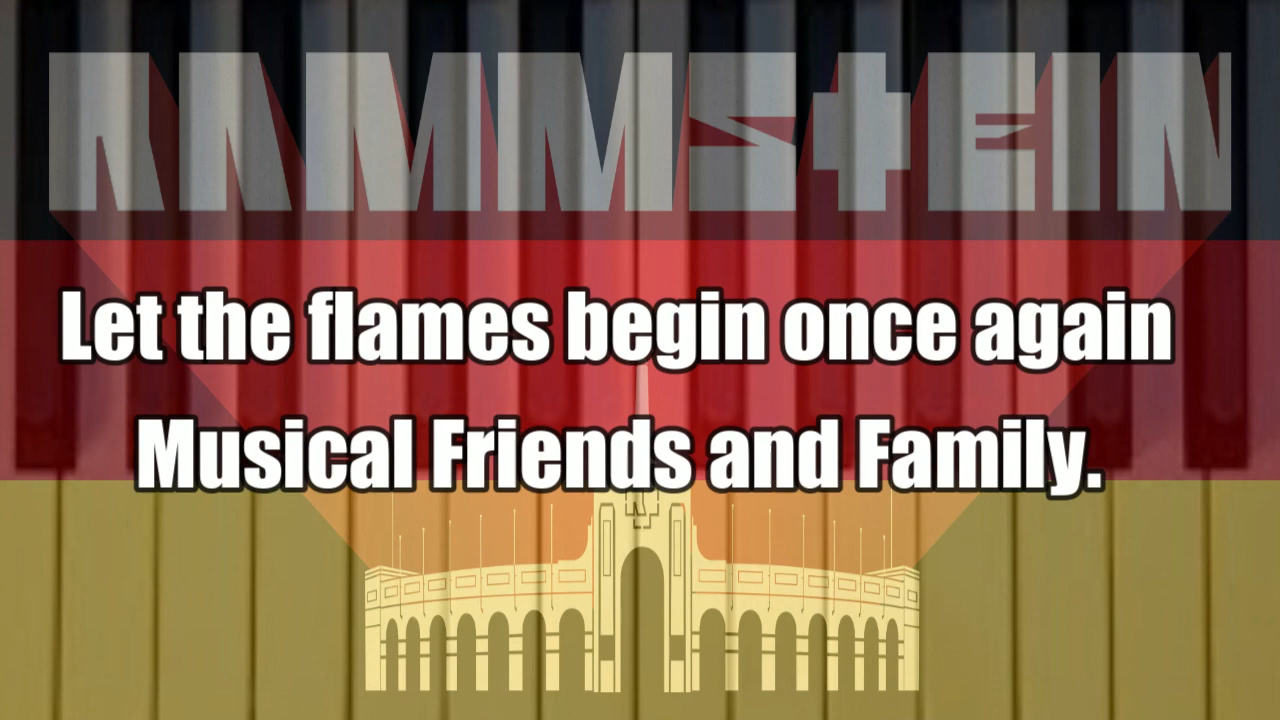 RAMMSTEIN
Let the flames begin once again
Musical Friends and Family.